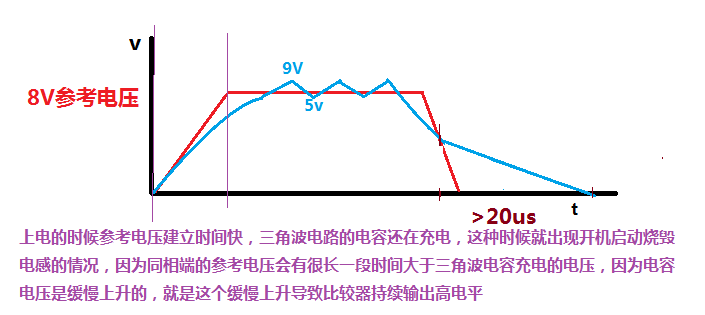 v
9V
8V参考电压
5v
>20us
t
上电的时候参考电压建立时间快，三角波电路的电容还在充电，这种时候就出现开机启动烧毁
电感的情况，因为同相端的参考电压会有很长一段时间大于三角波电容充电的电压，因为电容
电压是缓慢上升的，就是这个缓慢上升导致比较器持续输出高电平